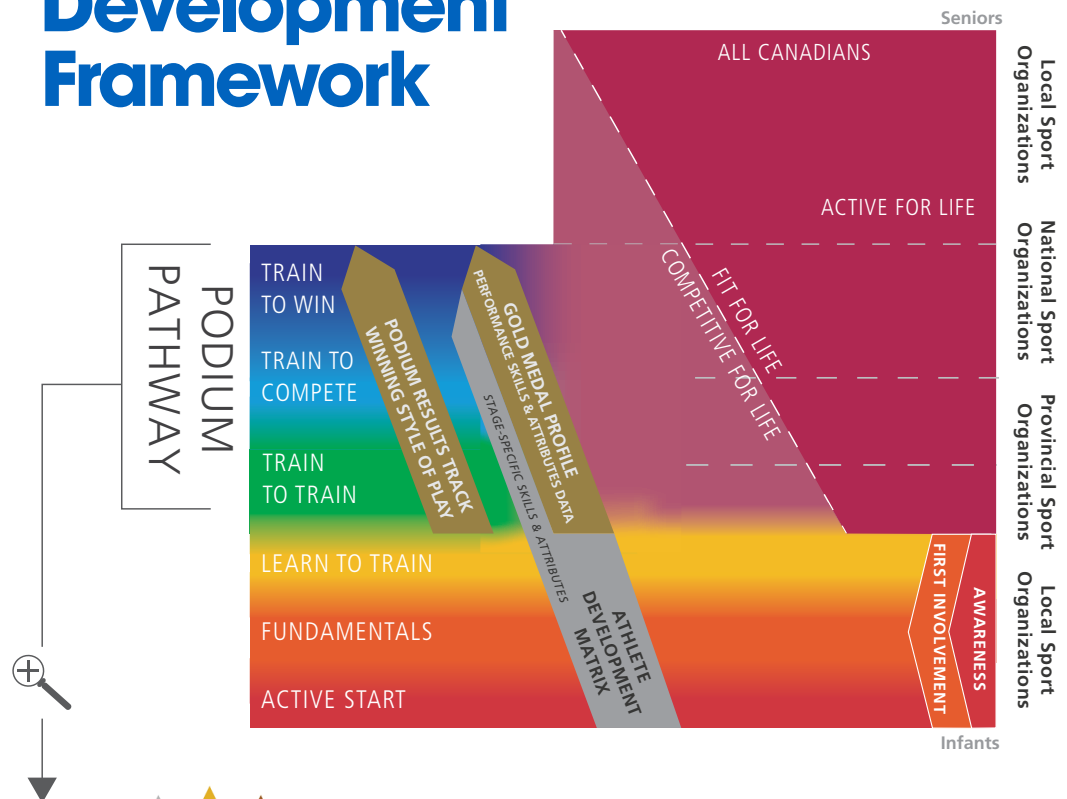 Development
Framework
Seniors
ALL CANADIANS
Local Sport
Organizations
ACTIVE FOR LIFE
National Sport
Organizations
PODIUM
PATHWAY
TRAIN
TO WIN
TRAIN TO
COMPETE
TRAIN
TO TRAIN
LEARN TO TRAIN
FUNDAMENTALS
ACTIVE START
PODIUM RESULTS TRACK
WINNING STYLE OF PLAY
GOLD MEDAL PROFILE
PERFORMANCE SKILLS & ATTRIBUTES DATA
STAGE-SPECIFIC SKILLS & ATTRIBUTES
ATHLETE
DEVELOPMENT
MATRIX
FIT FOR LIFE
COMPETITIVE FOR LIFE
Provincial Sport
Organizations
FIRST INVOLVEMENT
AWARENESS
Local Sport
Organizations
Infants